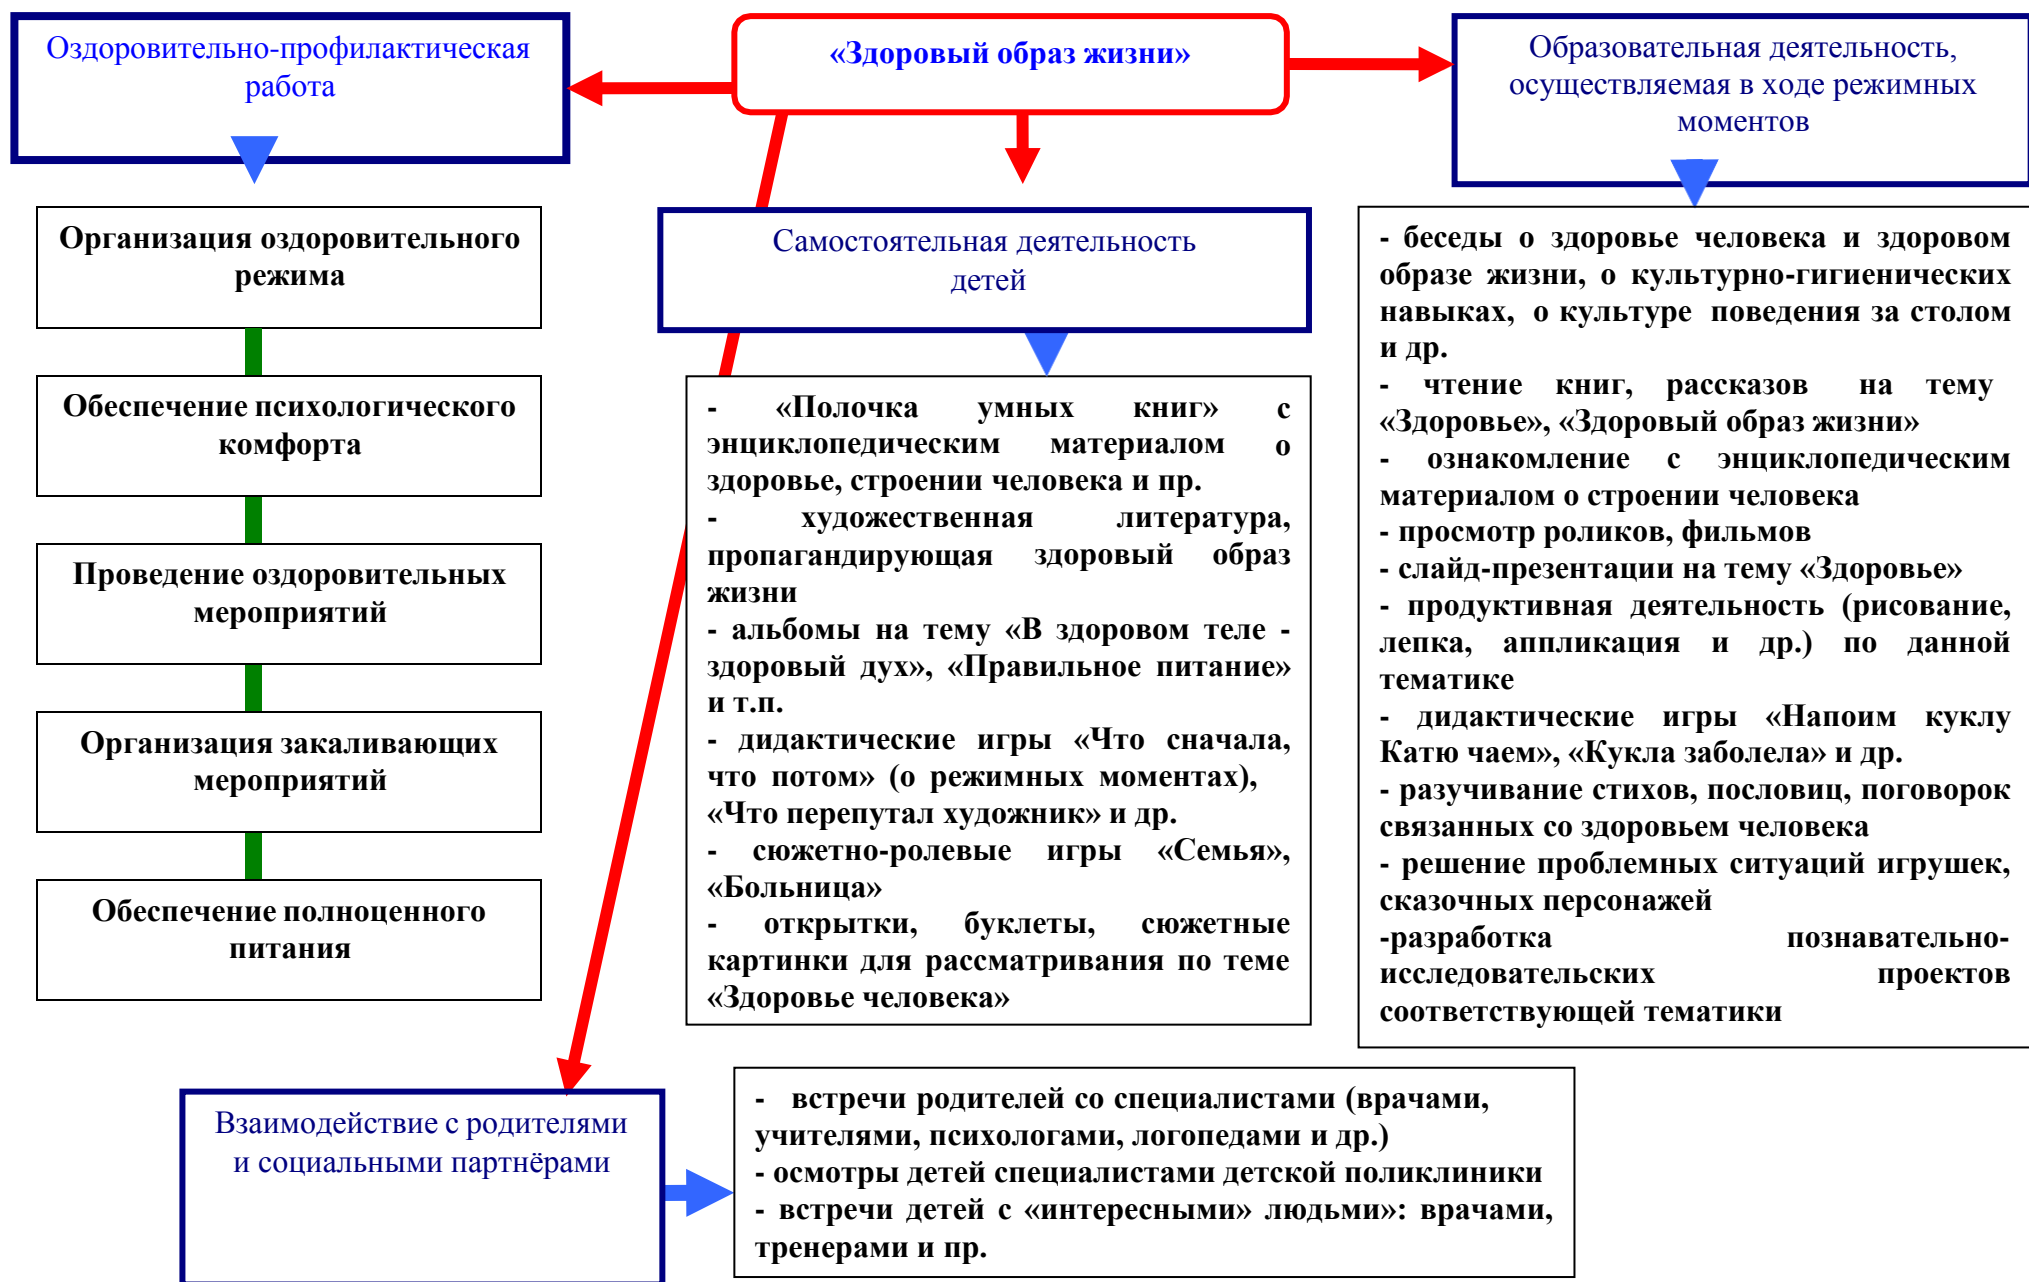 Оздоровительно-профилактическая
работа
«Здоровый образ жизни»
Образовательная деятельность,
осуществляемая в ходе режимных
моментов
Организация оздоровительного
режима
Обеспечение психологического
комфорта
Проведение оздоровительных
мероприятий
Организация закаливающих
мероприятий
Обеспечение полноценного
питания
Самостоятельная деятельность
детей
- «Полочка умных книг» с
энциклопедическим материалом о
здоровье, строении человека и пр.
- художественная литература,
пропагандирующая здоровый образ
жизни
- альбомы на тему «В здоровом теле -
здоровый дух», «Правильное питание»
и т.п.
- дидактические игры «Что сначала,
что потом» (о режимных моментах),
«Что перепутал художник» и др.
- сюжетно-ролевые игры «Семья»,
«Больница»
- открытки, буклеты, сюжетные
картинки для рассматривания по теме
«Здоровье человека»
- беседы о здоровье человека и здоровом
образе жизни, о культурно-гигиенических
навыках, о культуре поведения за столом
и др.
- чтение книг, рассказов на тему
«Здоровье», «Здоровый образ жизни»
- ознакомление с энциклопедическим
материалом о строении человека
- просмотр роликов, фильмов
- слайд-презентации на тему «Здоровье»
- продуктивная деятельность (рисование,
лепка, аппликация и др.) по данной
тематике
- дидактические игры «Напоим куклу
Катю чаем», «Кукла заболела» и др.
- разучивание стихов, пословиц, поговорок
связанных со здоровьем человека
- решение проблемных ситуаций игрушек,
сказочных персонажей
-разработка познавательно-
исследовательских проектов
соответствующей тематики
Взаимодействие с родителями
и социальными партнёрами
- встречи родителей со специалистами (врачами,
учителями, психологами, логопедами и др.)
- осмотры детей специалистами детской поликлиники
- встречи детей с «интересными» людьми»: врачами,
тренерами и пр.